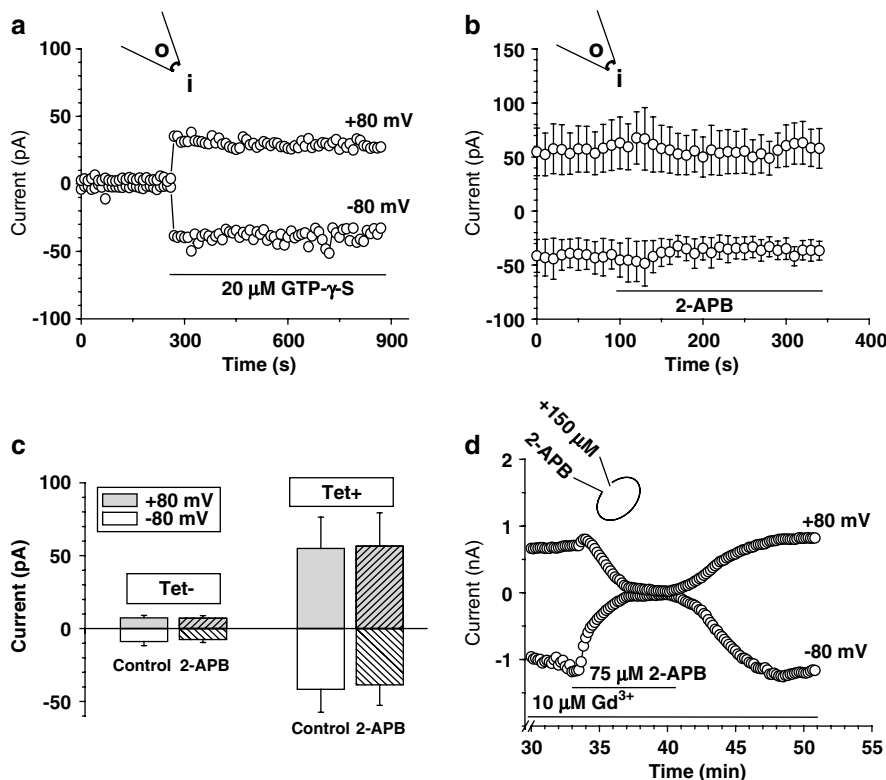 a
o
i
100
50
0
-50
-100
Current (pA)
+80 mV
-80 mV
20 μM GTP-γ-S
0 300 600 900
Time (s)
b
o
i
150
100
50
0
-50
-100
Current (pA)
2-APB
0 100 200 300 400
Time (s)
c
100
50
0
-50
Current (pA)
+80 mV
-80 mV
Tet-
Tet+
Control 2-APB
Control 2-APB
d
+150 μM
2-APB
2
1
0
-1
Current (nA)
+80 mV
-80 mV
75 μM 2-APB
10 μM Gd³⁺
30 35 40 45 50 55
Time (min)